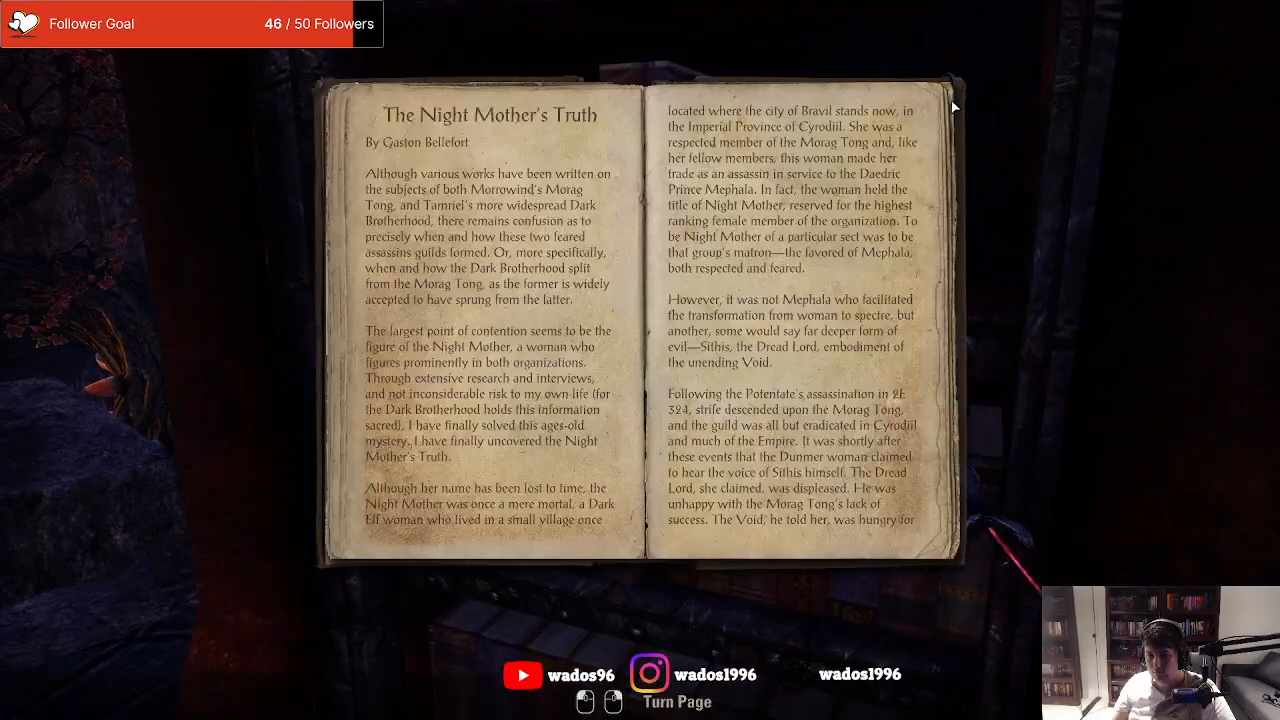 Follower Goal
46 / 50 Followers
The Night Mother's Truth
By Gaston Bellefort
Although various works have been written on
the subjects of both Morrowind's Morag
Tong, and Tamriel's more widespread Dark
Brotherhood, there remains confusion as to
precisely when and how these two feared
assassins guilds formed. Or, more specifically,
when and how the Dark Brotherhood split
from the Morag Tong, as the former is widely
accepted to have sprung from the latter.
The largest point of contention seems to be the
figure of the Night Mother, a woman who
figures prominently in both organizations.
Through extensive research and interviews,
and not inconsiderable risk to my own life (for
the Dark Brotherhood holds this information
sacred), I have finally solved this ages-old
mystery. I have finally uncovered the Night
Mother's Truth.
Although her name has been lost to time, the
Night Mother was once a mere mortal, a Dark
Elf woman who lived in a small village once
located where the city of Bravil stands now, in
the Imperial Province of Cyrodiil. She was a
respected member of the Morag Tong and, like
her fellow members, this woman made her
trade as an assassin in service to the Daedric
Prince Mephala. In fact, the woman held the
title of Night Mother, reserved for the highest
ranking female member of the organization. To
be Night Mother of a particular sect was to be
that group's matron—the favored of Mephala,
both respected and feared.
However, it was not Mephala who facilitated
the transformation from woman to spectre, but
another, some would say far deeper form of
evil—Sithis, the Dread Lord, embodiment of
the unending Void.
Following the Potentate's assassination in 2E
324, strife descended upon the Morag Tong,
and the guild was all but eradicated in Cyrodiil
and much of the Empire. It was shortly after
these events that the Dunmer woman claimed
to hear the voice of Sithis himself. The Dread
Lord, she claimed, was displeased. He was
unhappy with the Morag Tong's lack of
success. The Void, he told her, was hungry for
wados96
wados1996
wados1996
Turn Page